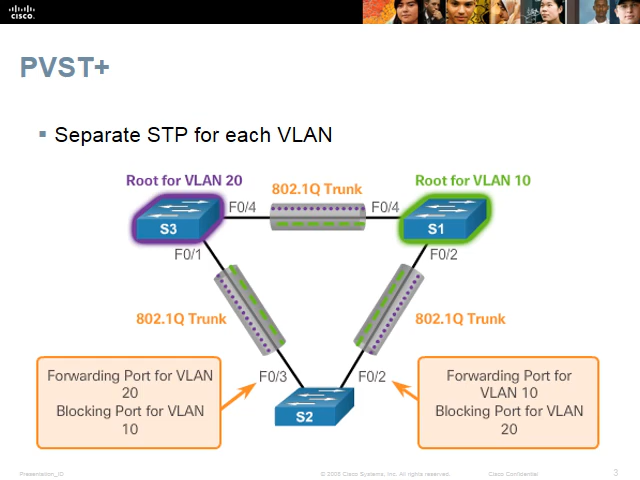 CISCO.
PVST+
Separate STP for each VLAN
Root for VLAN 20
802.1Q Trunk
Root for VLAN 10
F0/4
F0/4
S3
S1
F0/1
F0/2
802.1Q Trunk
802.1Q Trunk
Forwarding Port for VLAN
20
Blocking Port for VLAN
10
F0/3
F0/2
S2
Forwarding Port for
VLAN 10
Blocking Port for VLAN
20
Presentation_ID
© 2008 Cisco Systems, Inc. All rights reserved.
Cisco Confidential
3